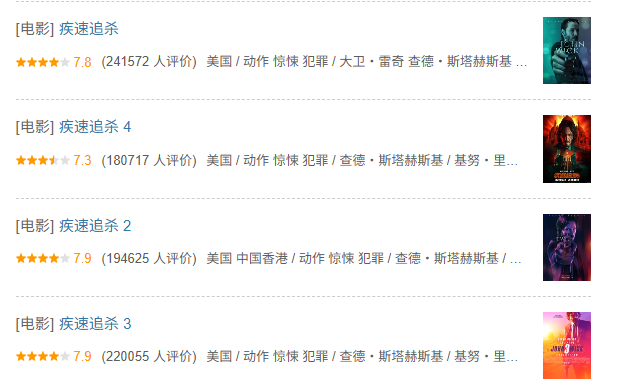 [电影] 疾速追杀
7.8 (241572 人评价) 美国 / 动作 惊悚 犯罪 / 大卫·雷奇 查德·斯塔赫斯基 ...
JOHN WICK
[电影] 疾速追杀 4
7.3 (180717 人评价) 美国 / 动作 惊悚 犯罪 / 查德·斯塔赫斯基 / 基努·里...
[电影] 疾速追杀 2
7.9 (194625 人评价) 美国 中国香港 / 动作 惊悚 犯罪 / 查德·斯塔赫斯基 / ...
[电影] 疾速追杀 3
7.9 (220055 人评价) 美国 / 动作 惊悚 犯罪 / 查德·斯塔赫斯基 / 基努·里...
JOHN WICK